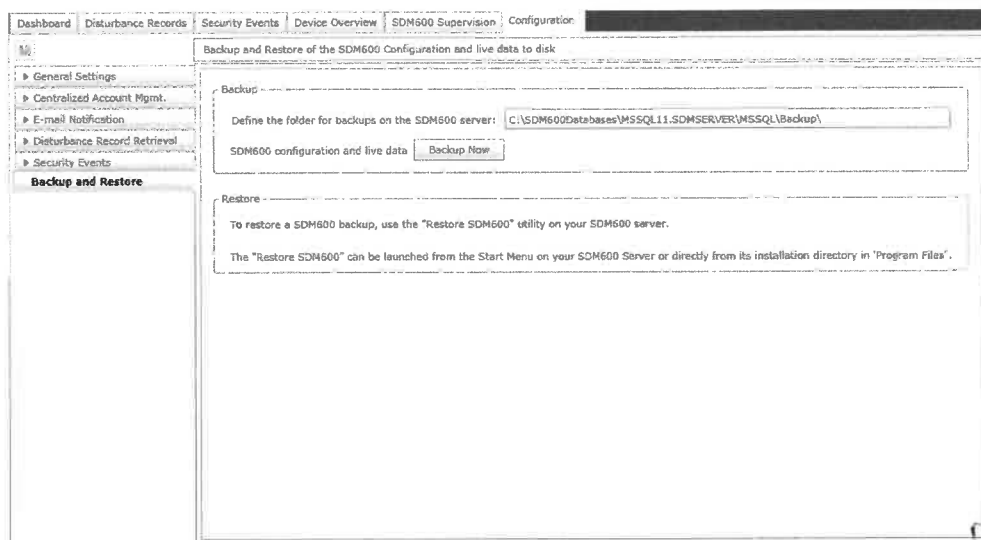 Dashboard Disturbance Records Security Events Device Overview SDM600 Supervision Configuration
Backup and Restore of the SDM600 Configuration and live data to disk
General Settings
Centralized Account Mgmt.
E-mail Notification
Disturbance Record Retrieval
Security Events
Backup and Restore
Backup
Define the folder for backups on the SDM600 server: C:\SDM600Databases\MSSQL11.SDMSERVER\MSSQL\Backup\
SDM600 configuration and live data Backup Now
Restore
To restore a SDM600 backup, use the "Restore SDM600" utility on your SDM600 server.
The "Restore SDM600" can be launched from the Start Menu on your SDM600 Server or directly from its installation directory in 'Program Files'.